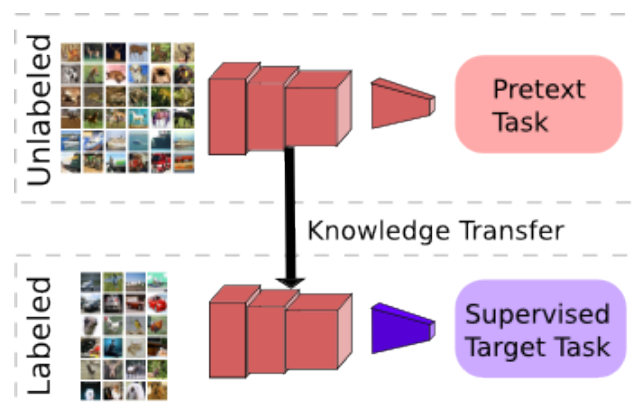 Unlabeled
Pretext
Task
Knowledge Transfer
Labeled
Supervised
Target Task